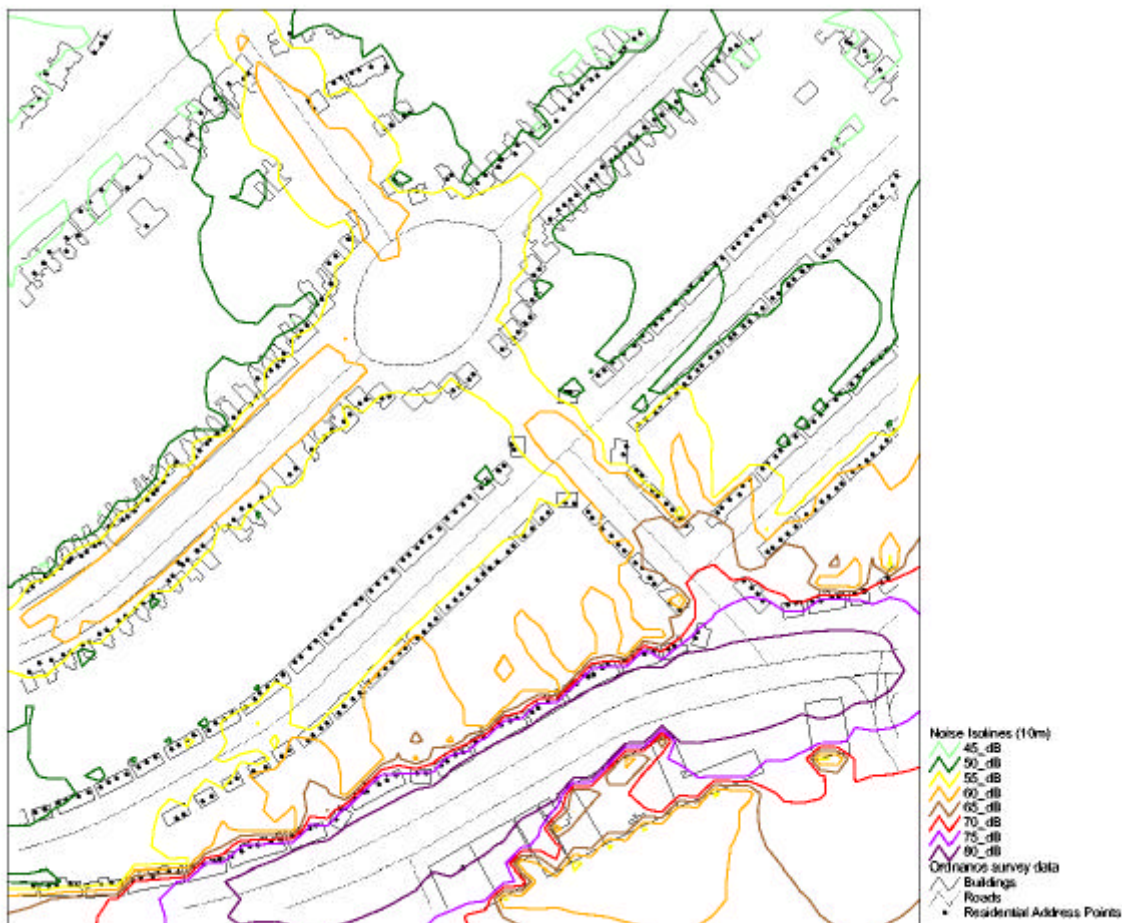 Noise Isolines (10m)
45_dB
50_dB
55_dB
60_dB
65_dB
70_dB
75_dB
80_dB
Ordnance survey data
Buildings
Roads
Residential Address Points